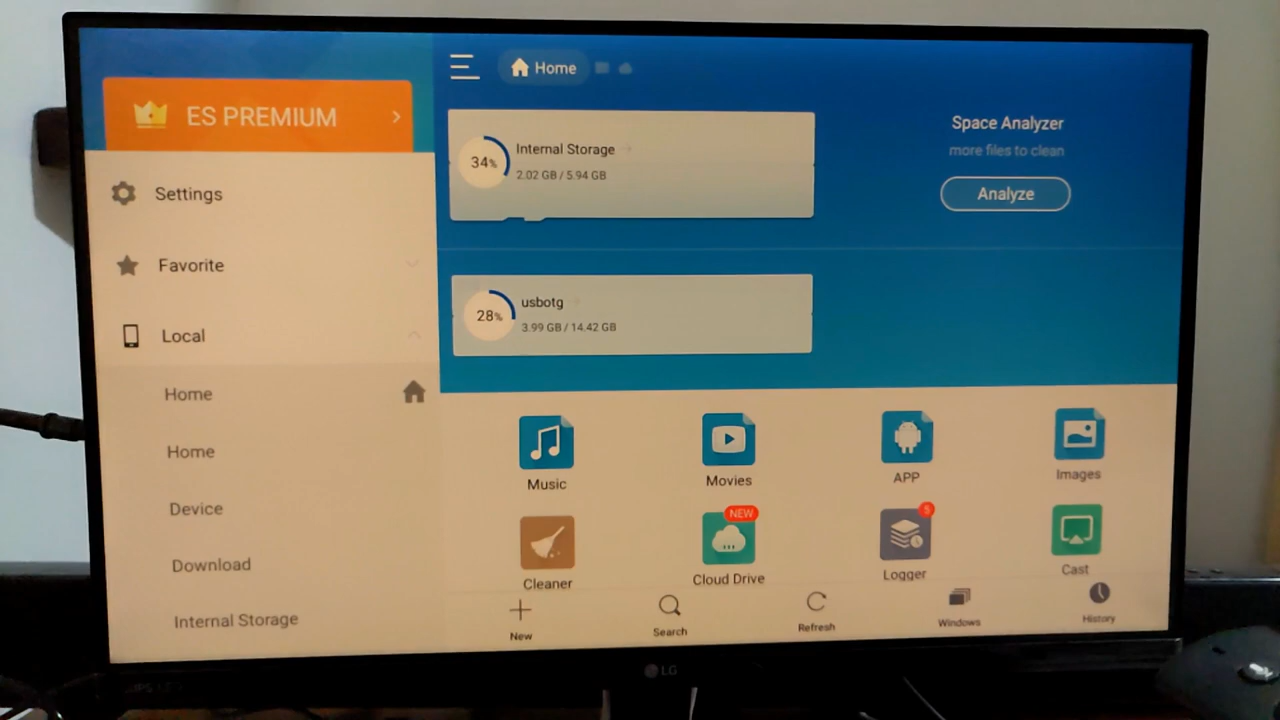 ES PREMIUM
Settings
Favorite
Local
Home
Home
Device
Download
Internal Storage
Home
34%
Internal Storage
2.02 GB / 5.94 GB
Space Analyzer
more files to clean
Analyze
28%
usbotg
3.99 GB / 14.42 GB
Music
Movies
APP
Images
Cleaner
NEW
Cloud Drive
5
Logger
Cast
New
Search
Refresh
Windows
History
LG